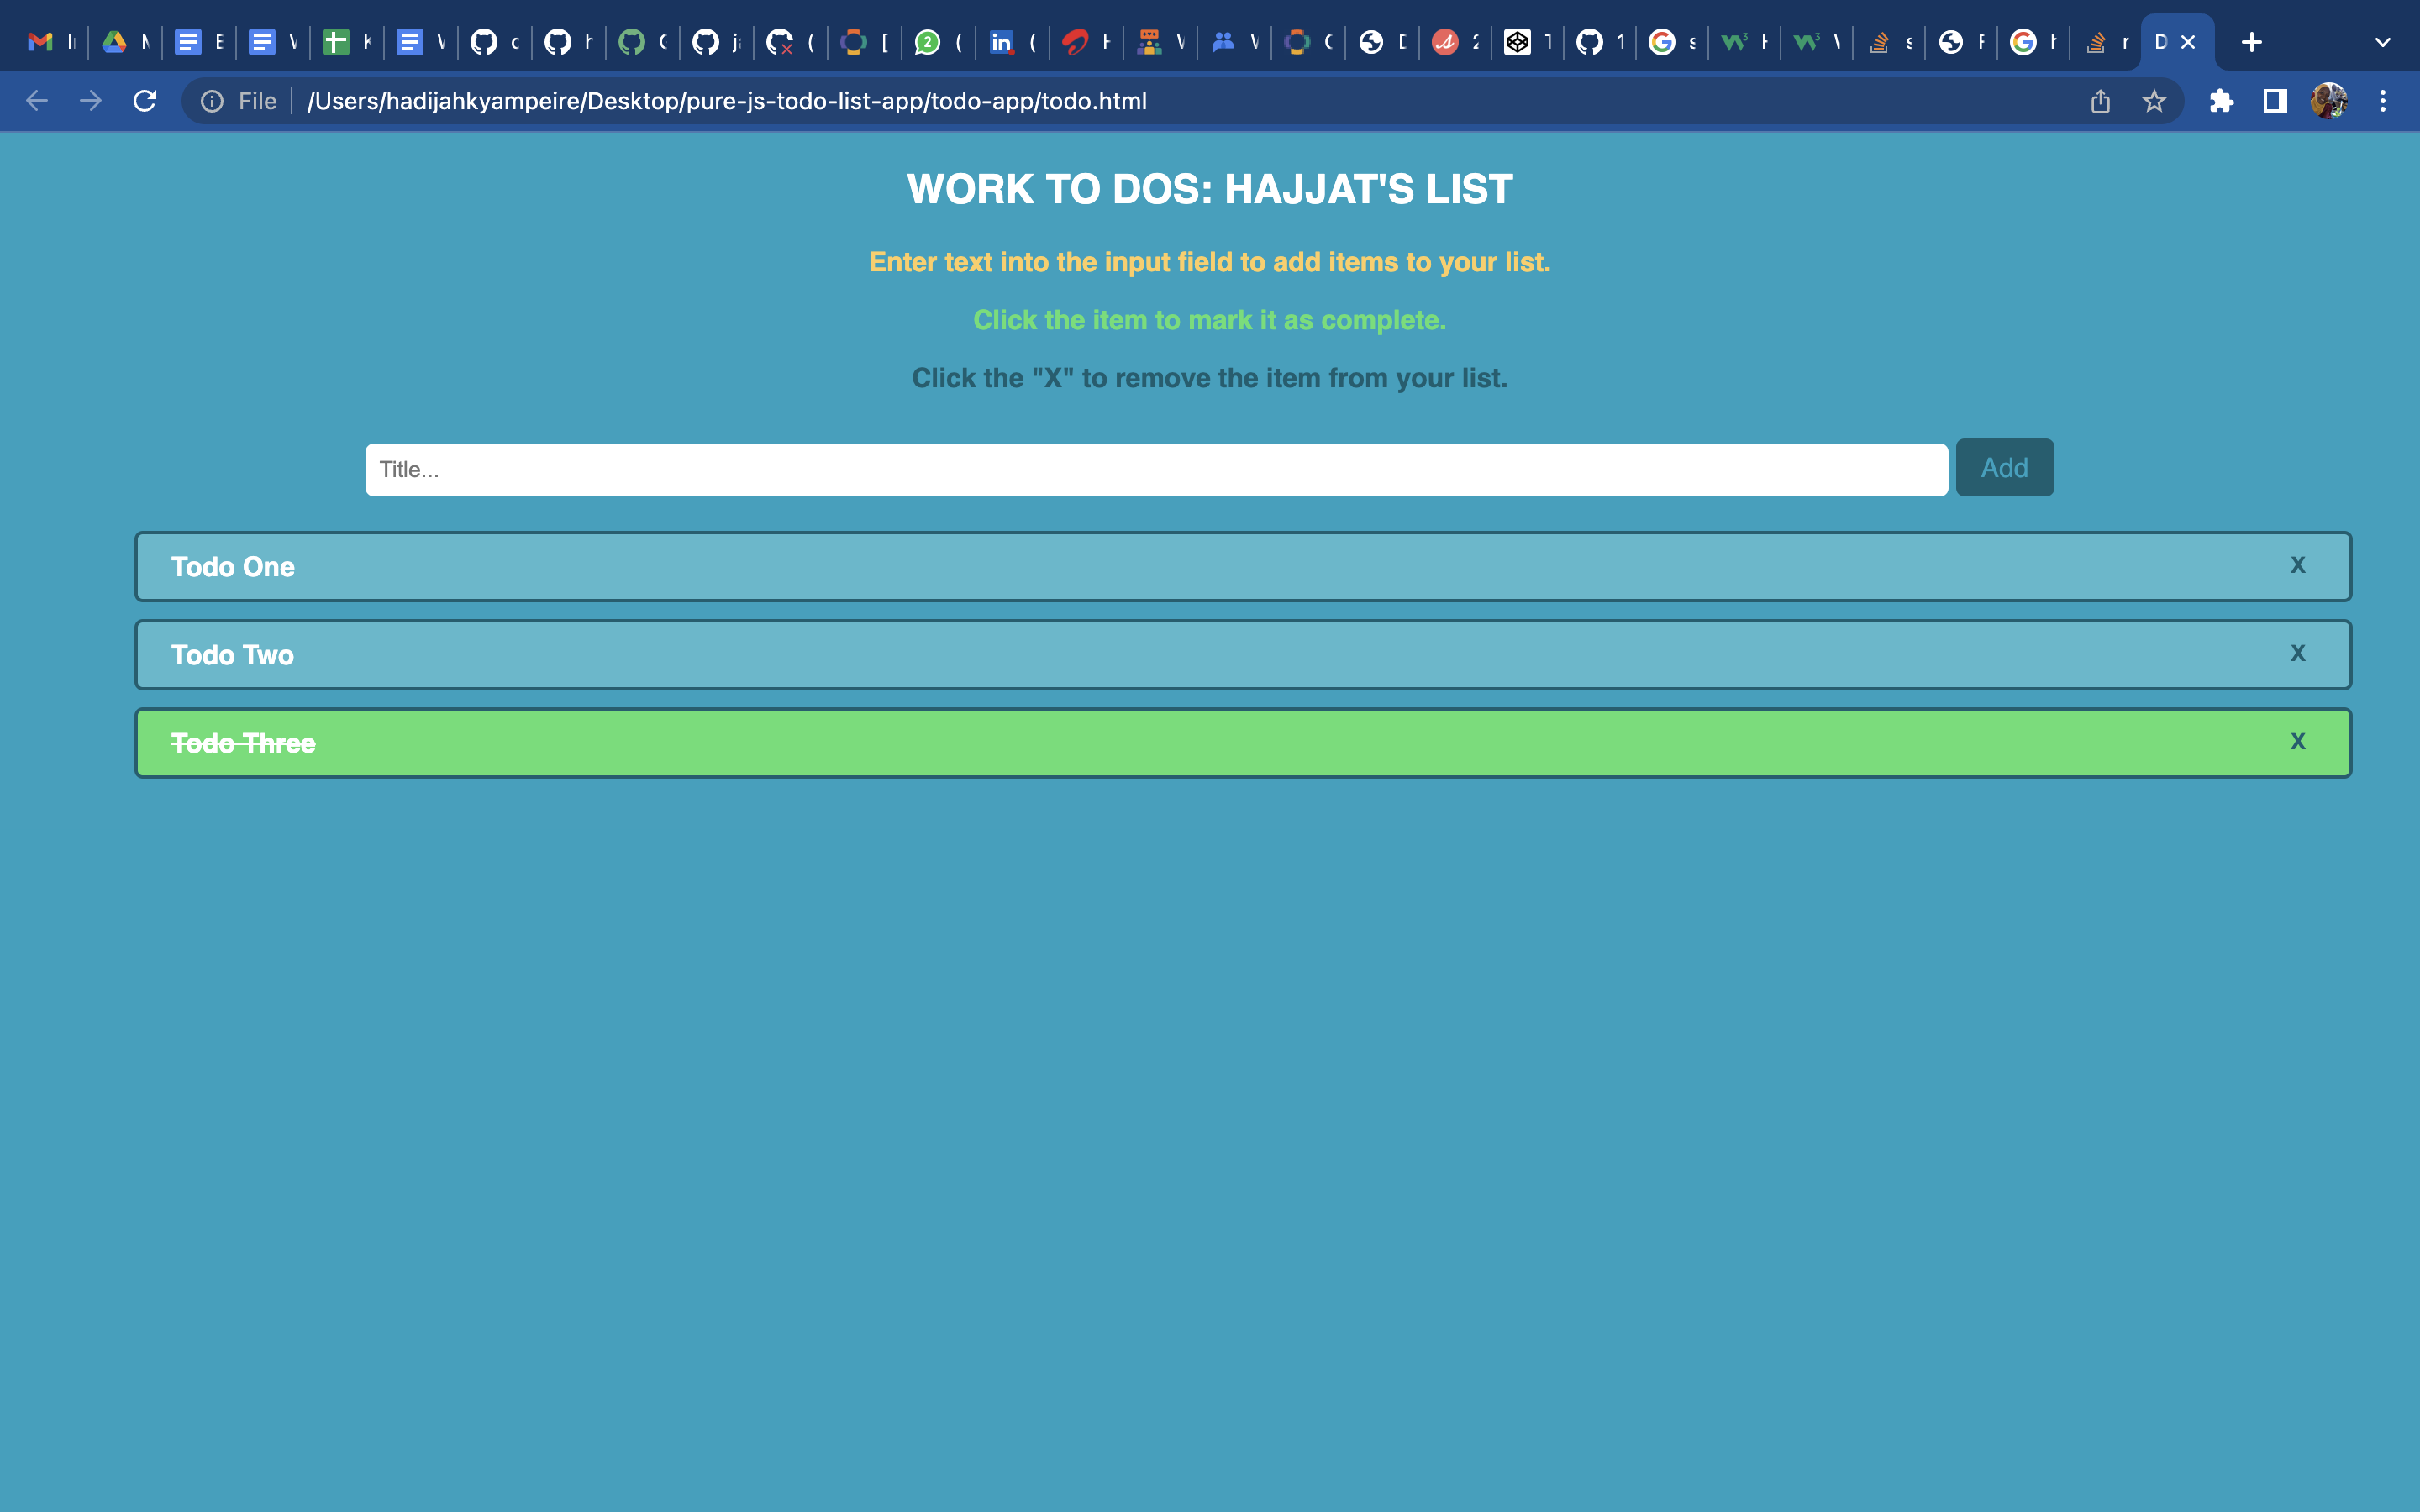 File /Users/hadijahkyampeire/Desktop/pure-js-todo-list-app/todo-app/todo.html
WORK TO DOS: HAJJAT'S LIST
Enter text into the input field to add items to your list.
Click the item to mark it as complete.
Click the "X" to remove the item from your list.
Title...
Add
Todo One X
Todo Two X
Todo Three X